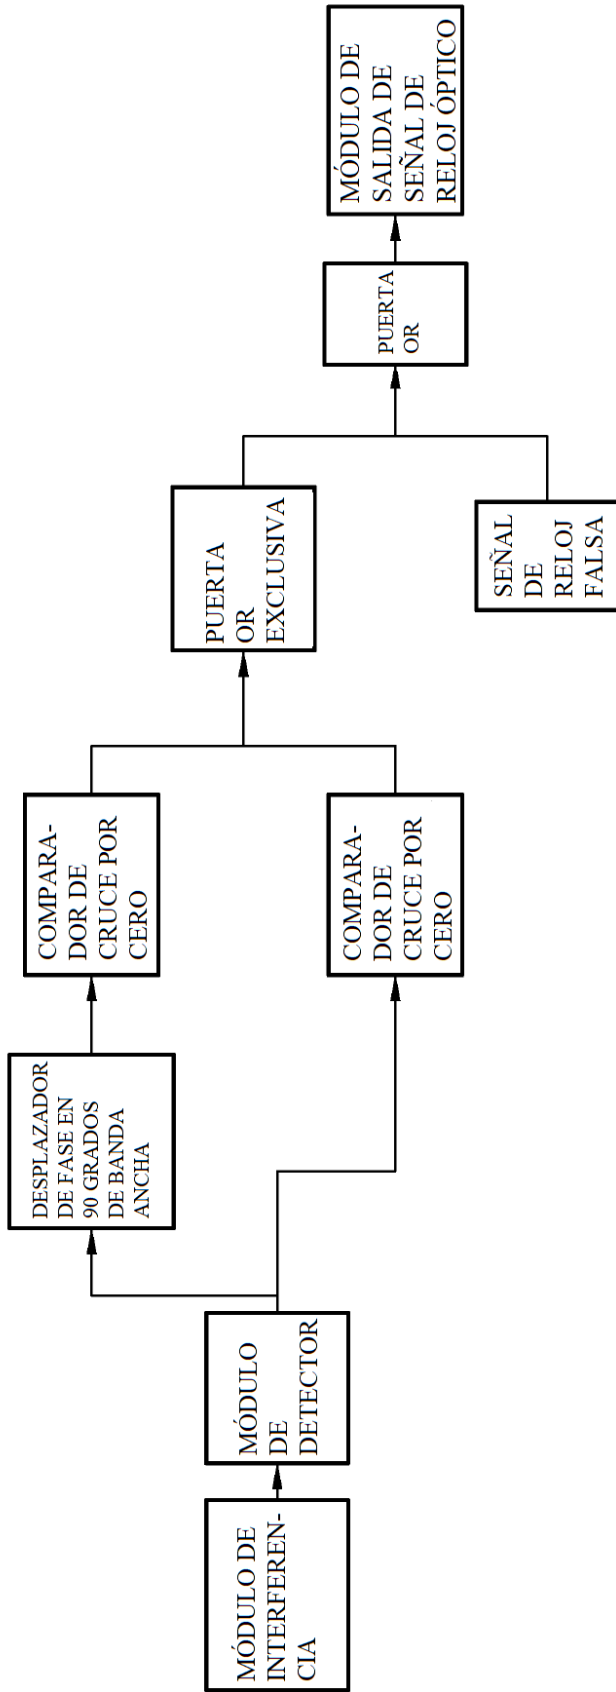 MÓDULO DE
INTERFEREN-
CIA
MÓDULO
DE
DETECTOR
DESPLAZADOR
DE FASE EN
90 GRADOS
DE BANDA
ANCHA
COMPARA-
DOR DE
CRUCE POR
CERO
COMPARA-
DOR DE
CRUCE POR
CERO
PUERTA
OR
EXCLUSIVA
SEÑAL
DE
RELOJ
FALSA
PUERTA
OR
MÓDULO DE
SALIDA DE
SEÑAL DE
RELOJ ÓPTICO